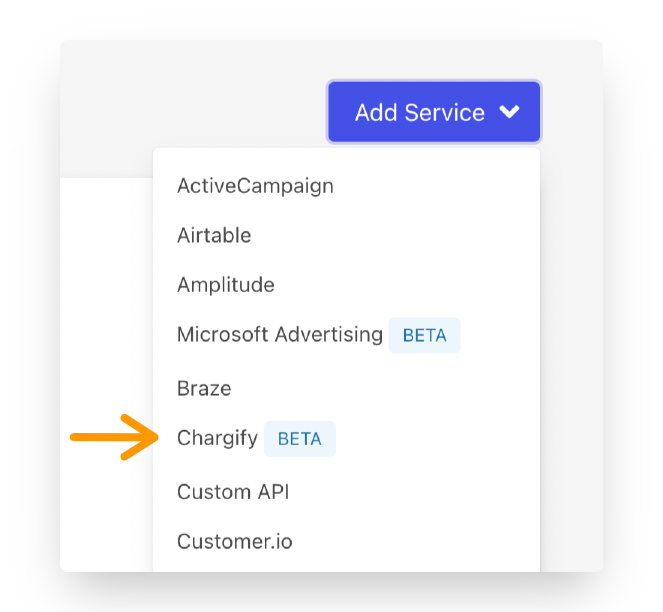 Add Service
ActiveCampaign
Airtable
Amplitude
Microsoft Advertising BETA
Braze
Chargify BETA
Custom API
Customer.io